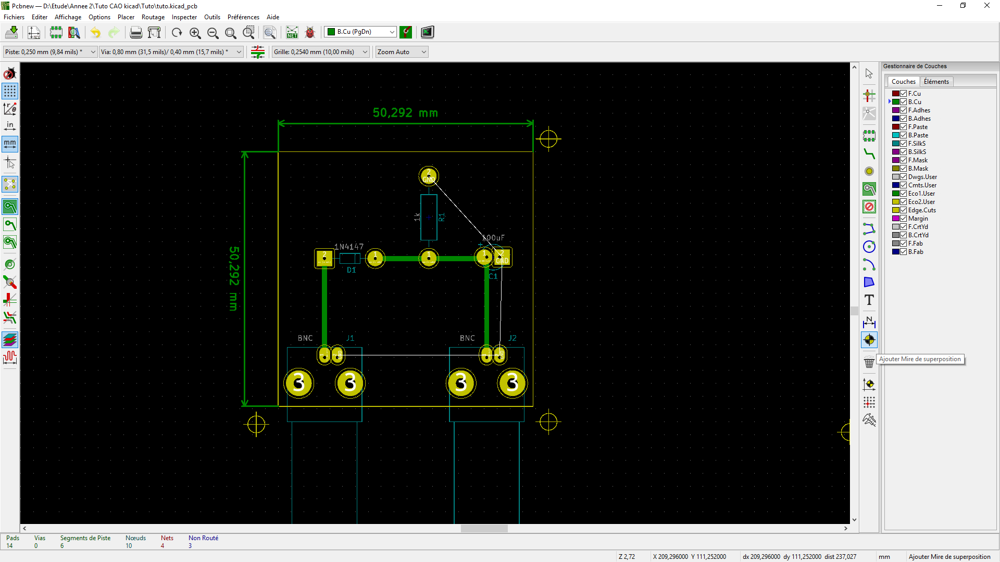 Pcbnew — D:\Etude\Annee 2\Tuto CAO kicad\Tuto\tuto.kicad_pcb
Fichiers Editer Affichage Options Placer Routage Inspecter Outils Préférences Aide
NET
B.Cu (PgDn)
Piste: 0,250 mm (9,84 mils) * Via: 0,80 mm (31,5 mils)/ 0,40 mm (15,7 mils) * Grille: 0,2540 mm (10,00 mils) Zoom Auto
in
mm
50,292 mm
50,292 mm
2
GND
1k
R1
100uF
+
1N4147
2
1
1
1
2
GND
D1
C1
BNC
J1
BNC
J2
1
2
GND
1
2
GND
3
3
3
3
Gestionnaire de Couches
Couches Éléments
F.Cu
B.Cu
F.Adhes
B.Adhes
F.Paste
B.Paste
F.SilkS
B.SilkS
F.Mask
B.Mask
Dwgs.User
Cmts.User
Eco1.User
Eco2.User
Edge.Cuts
Margin
F.CrtYd
B.CrtYd
F.Fab
B.Fab
T
N
Ajouter Mire de superposition
Pads Vias Segments de Piste Nœuds Nets Non Routé
14 0 6 10 4 3
Z 2,72 X 209,296000 Y 111,252000 dx 209,296000 dy 111,252000 dist 237,027 mm Ajouter Mire de superposition